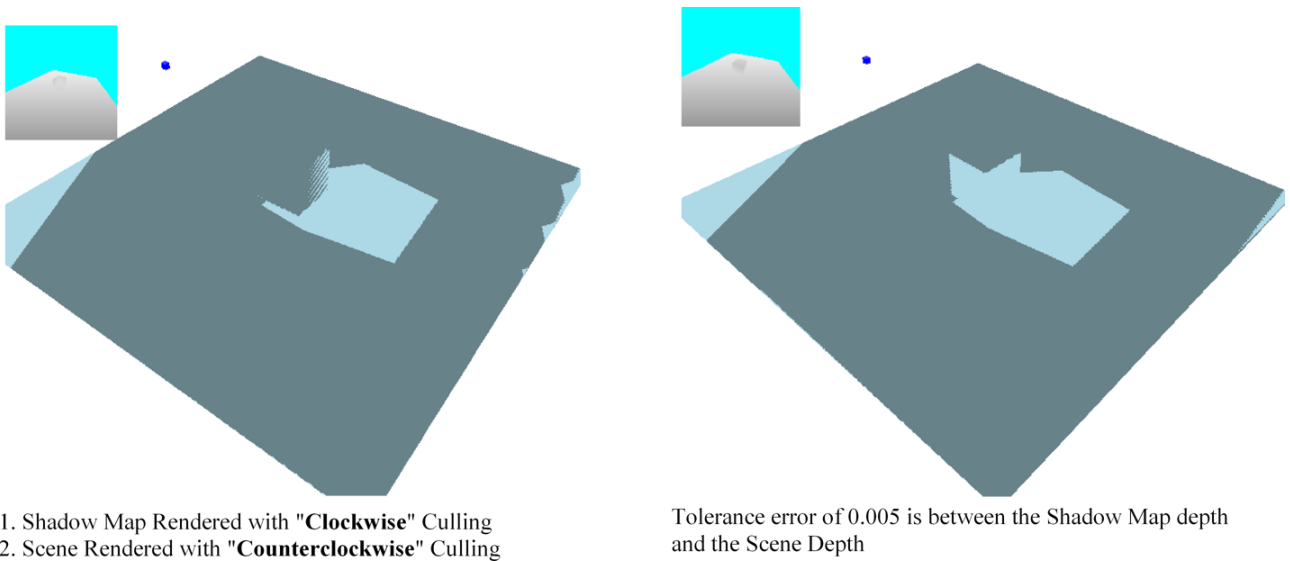 1. Shadow Map Rendered with "Clockwise" Culling
2. Scene Rendered with "Counterclockwise" Culling
Tolerance error of 0.005 is between the Shadow Map depth
and the Scene Depth